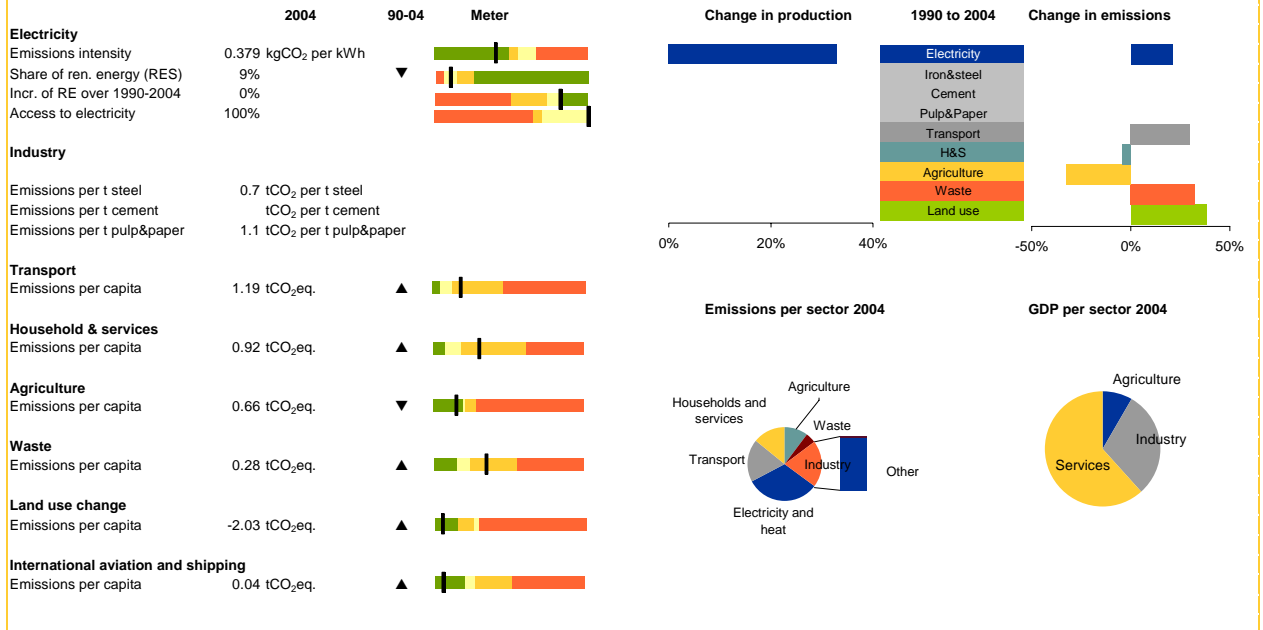 2004 90-04 Meter
Electricity
Emissions intensity 0.379 kgCO₂ per kWh
Share of ren. energy (RES) 9% ▼
Incr. of RE over 1990-2004 0%
Access to electricity 100%
Industry
Emissions per t steel 0.7 tCO₂ per t steel
Emissions per t cement tCO₂ per t cement
Emissions per t pulp&paper 1.1 tCO₂ per t pulp&paper
Transport
Emissions per capita 1.19 tCO₂eq. ▲
Household & services
Emissions per capita 0.92 tCO₂eq. ▲
Agriculture
Emissions per capita 0.66 tCO₂eq. ▼
Waste
Emissions per capita 0.28 tCO₂eq. ▲
Land use change
Emissions per capita -2.03 tCO₂eq. ▲
International aviation and shipping
Emissions per capita 0.04 tCO₂eq. ▲
Change in production 1990 to 2004 Change in emissions
Electricity
Iron&steel
Cement
Pulp&Paper
Transport
H&S
Agriculture
Waste
Land use
0% 20% 40%
-50% 0% 50%
Emissions per sector 2004
Agriculture
Households and
services
Waste
Transport
Industry
Other
Electricity and
heat
GDP per sector 2004
Agriculture
Industry
Services